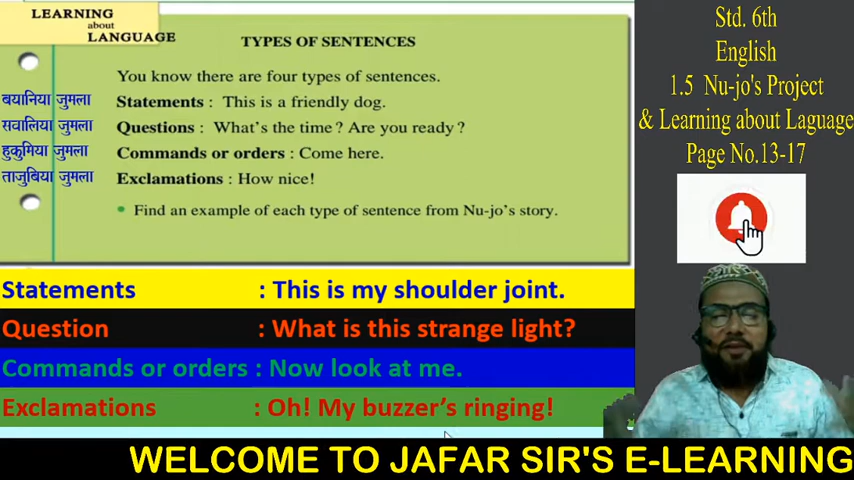 LEARNING
about
LANGUAGE
TYPES OF SENTENCES
You know there are four types of sentences.
बयानिया जुमला
Statements : This is a friendly dog.
सवालिया जुमला
Questions : What's the time? Are you ready?
हुकुमिया जुमला
Commands or orders : Come here.
ताजुबिया जुमला
Exclamations : How nice!
• Find an example of each type of sentence from Nu-jo's story.
Statements : This is my shoulder joint.
Question : What is this strange light?
Commands or orders : Now look at me.
Exclamations : Oh! My buzzer's ringing!
Std. 6th
English
1.5 Nu-jo's Project
& Learning about Laguage
Page No.13-17
WELCOME TO JAFAR SIR'S E-LEARNING